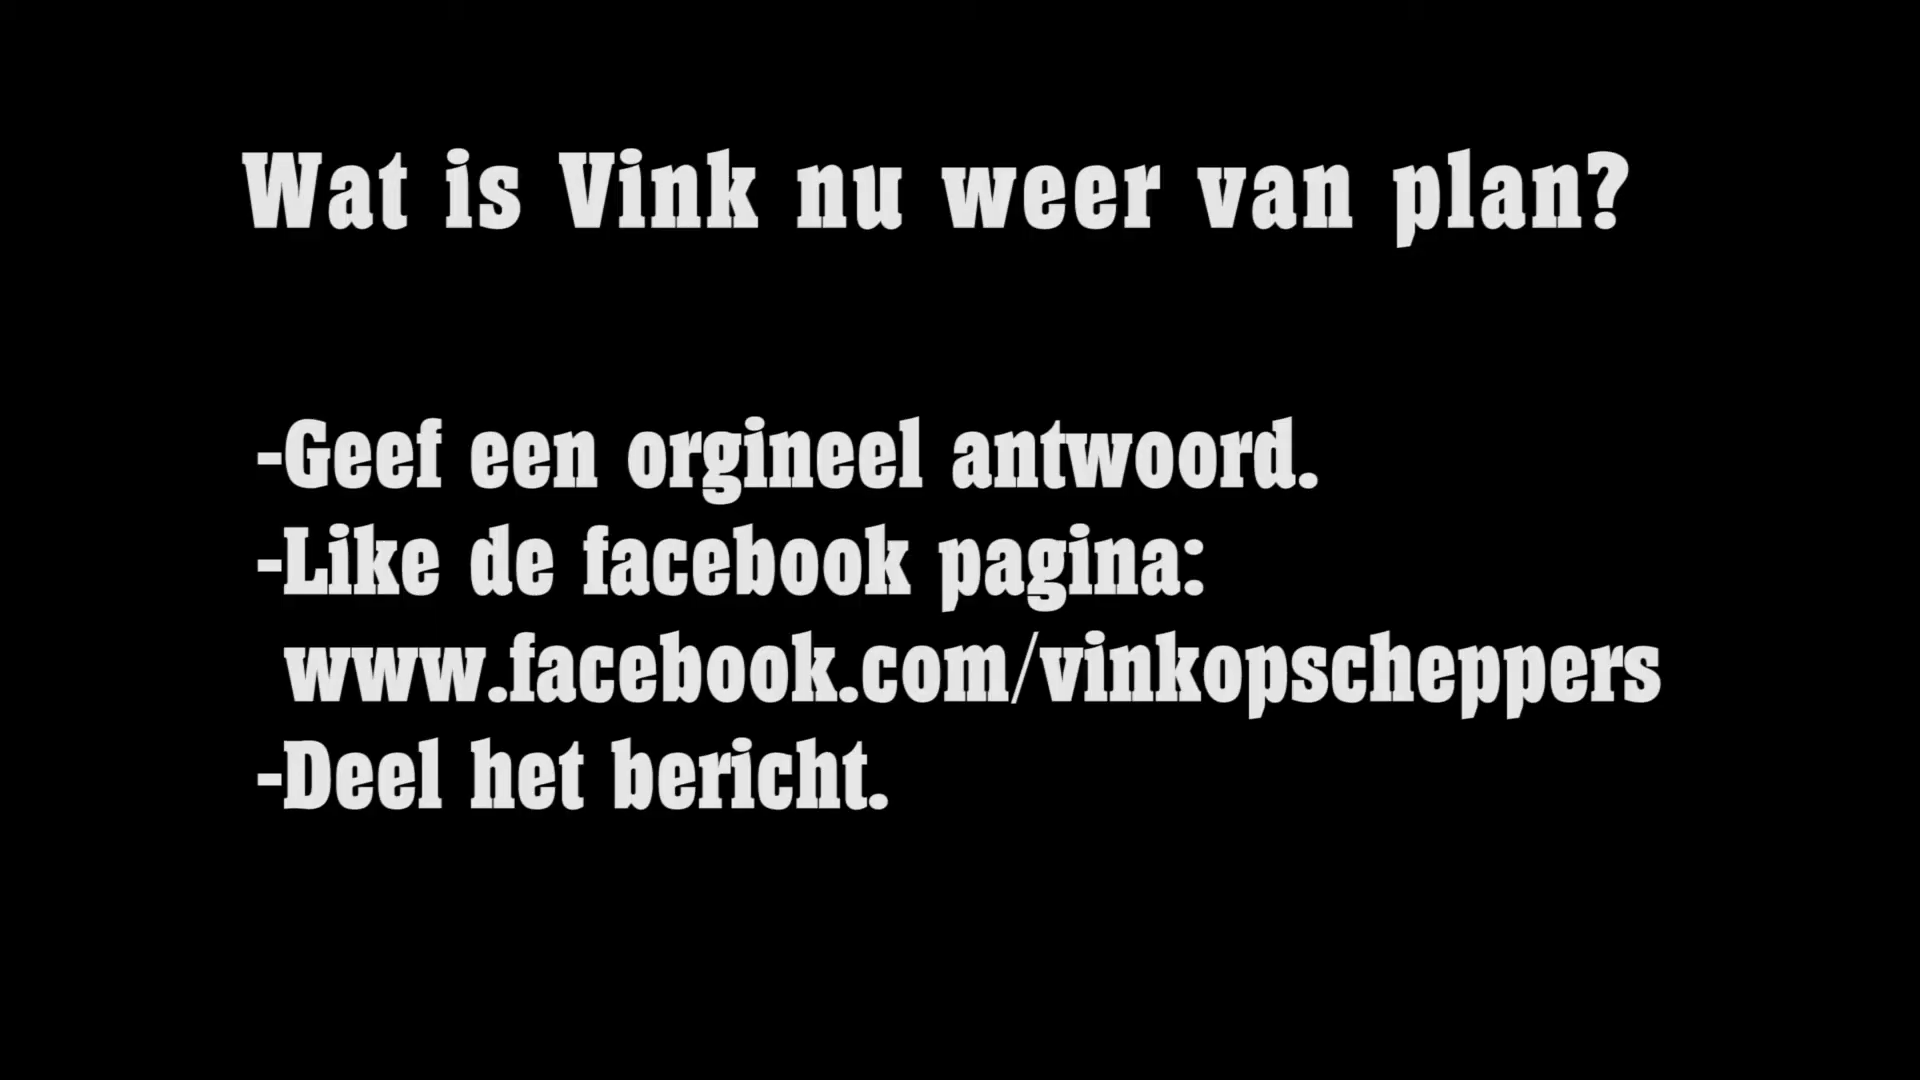 Wat is Vink nu weer van plan?
-Geef een orgineel antwoord.
-Like de facebook pagina:
www.facebook.com/vinkopscheppers
-Deel het bericht.